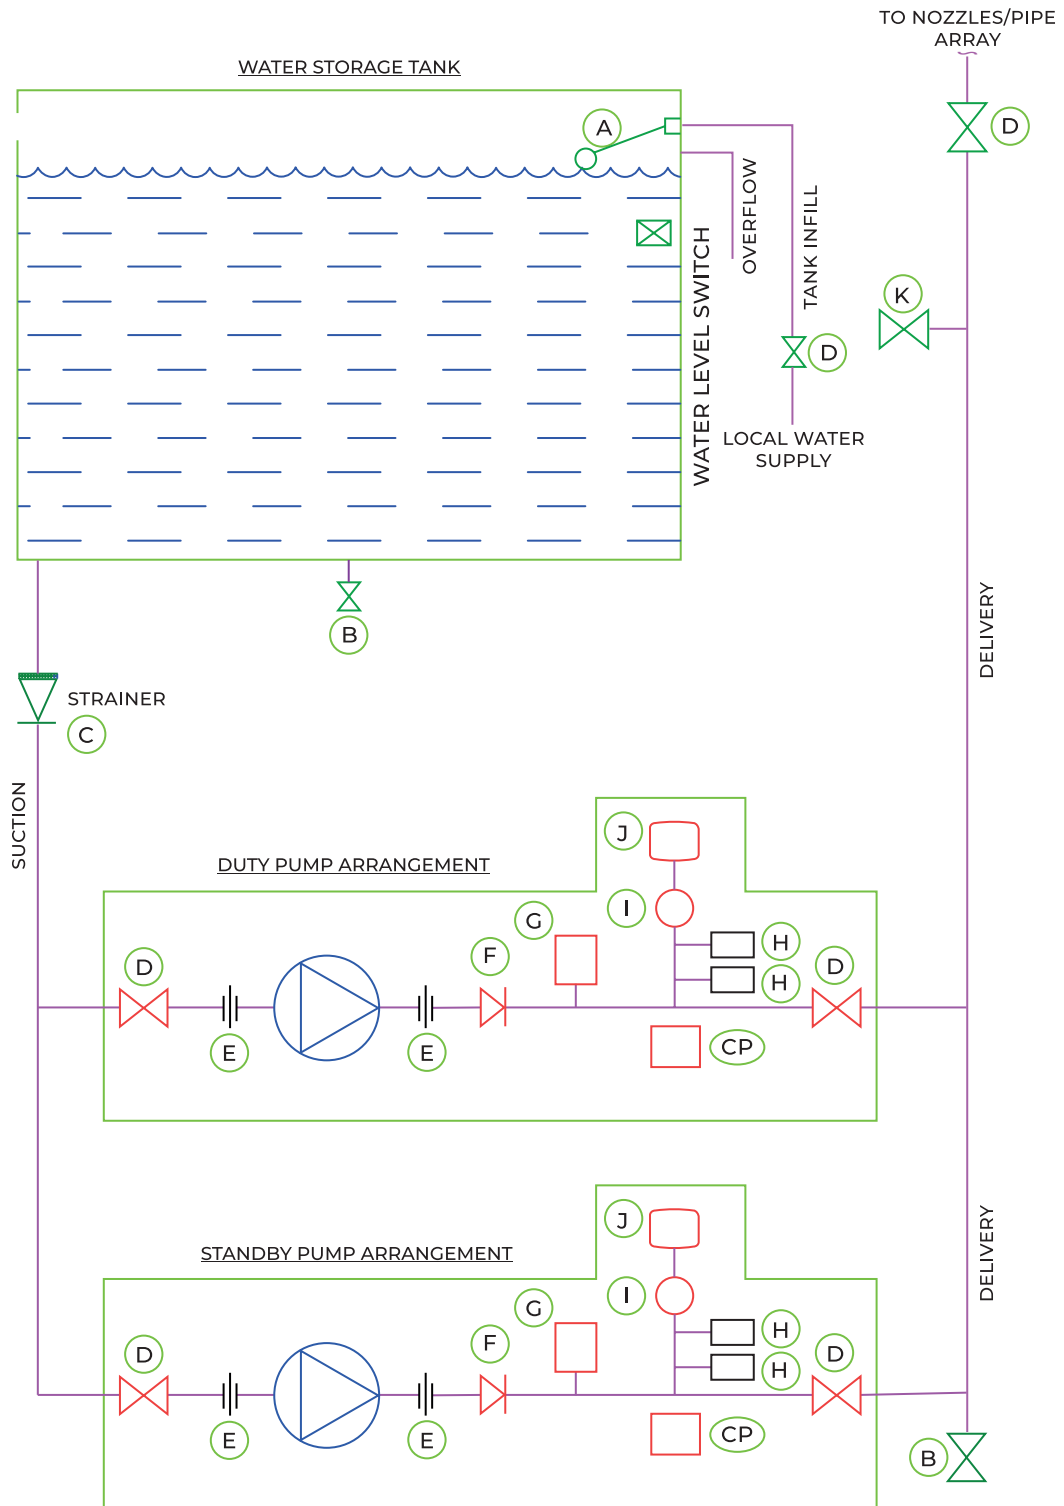 TO NOZZLES/PIPE
ARRAY
WATER STORAGE TANK
A
D
OVERFLOW
TANK INFILL
WATER LEVEL SWITCH
K
D
LOCAL WATER
SUPPLY
B
STRAINER
C
DELIVERY
SUCTION
DUTY PUMP ARRANGEMENT
J
I
G
H
F
D
D
H
E
E
CP
STANDBY PUMP ARRANGEMENT
DELIVERY
J
I
G
H
F
D
D
H
E
E
CP
B